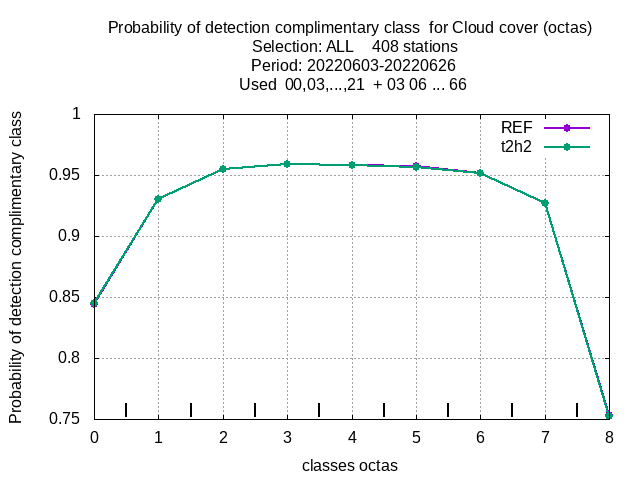 Probability of detection complimentary class  for Cloud cover (octas)
Selection: ALL    408 stations
Period: 20220603-20220626
Used  00,03,...,21  + 03 06 ... 66
Probability of detection complimentary class
REF
t2h2
1
0.95
0.9
0.85
0.8
0.75
0 1 2 3 4 5 6 7 8
classes octas